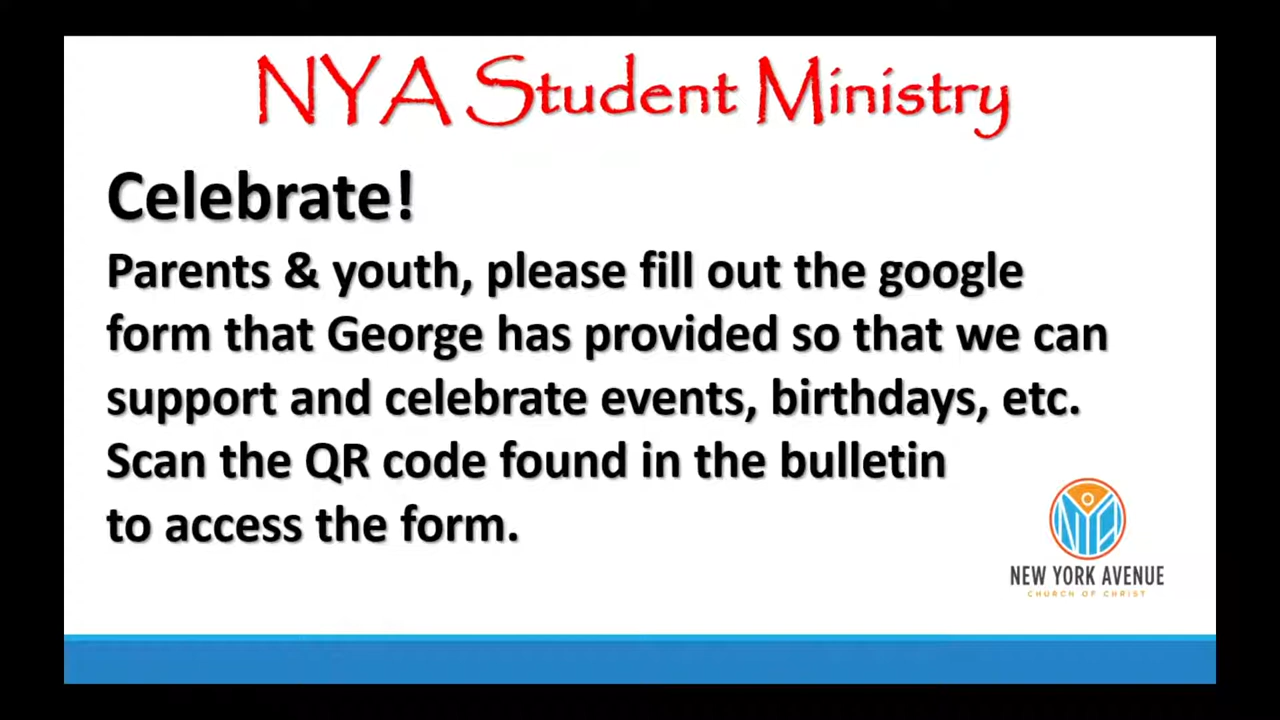 NYA Student Ministry
Celebrate!
Parents & youth, please fill out the google
form that George has provided so that we can
support and celebrate events, birthdays, etc.
Scan the QR code found in the bulletin
to access the form.
NYA
NEW YORK AVENUE
CHURCH OF CHRIST